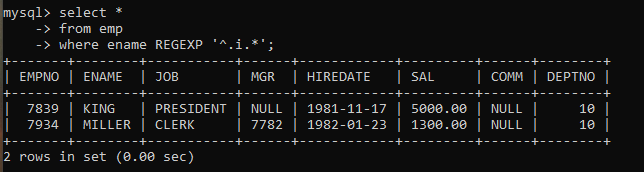 mysql> select *
    -> from emp
    -> where ename REGEXP '^.i.*';
+-------+--------+-----------+------+------------+---------+------+--------+
| EMPNO | ENAME  | JOB       | MGR  | HIREDATE   | SAL     | COMM | DEPTNO |
+-------+--------+-----------+------+------------+---------+------+--------+
|  7839 | KING   | PRESIDENT | NULL | 1981-11-17 | 5000.00 | NULL |     10 |
|  7934 | MILLER | CLERK     | 7782 | 1982-01-23 | 1300.00 | NULL |     10 |
+-------+--------+-----------+------+------------+---------+------+--------+
2 rows in set (0.00 sec)